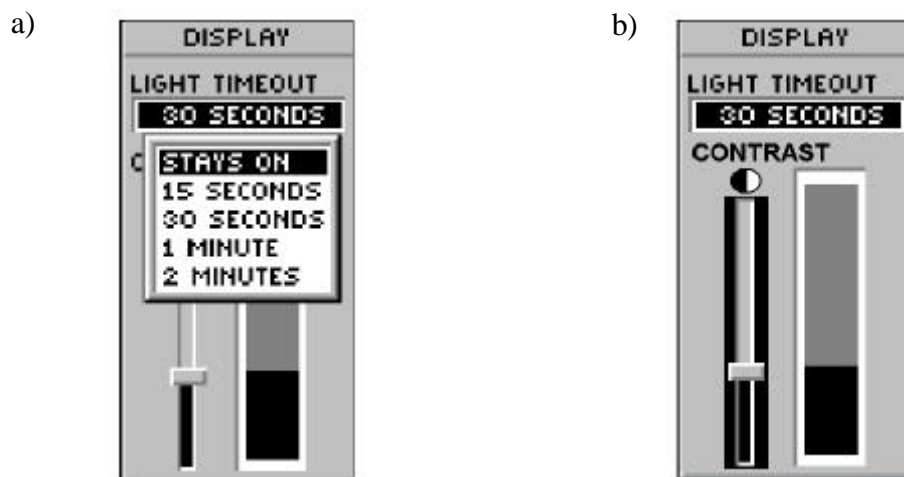 a)
DISPLAY
LIGHT TIMEOUT
30 SECONDS
C
STAYS ON
15 SECONDS
30 SECONDS
1 MINUTE
2 MINUTES
b)
DISPLAY
LIGHT TIMEOUT
30 SECONDS
CONTRAST